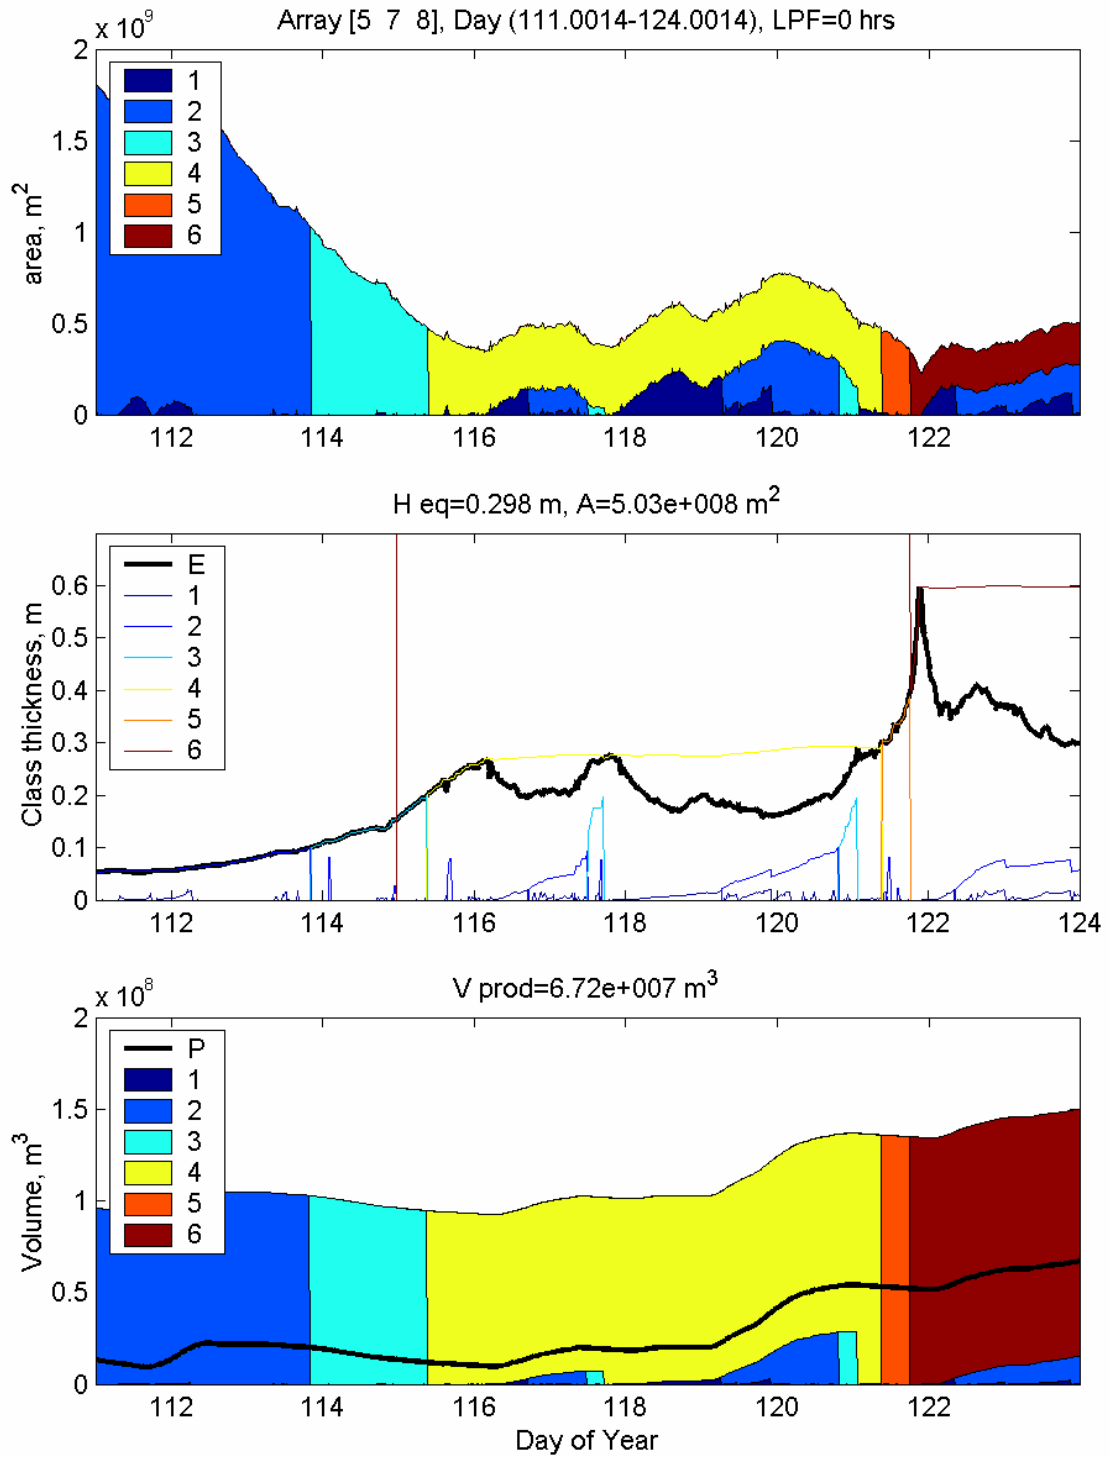 Array [5 7 8], Day (111.0014-124.0014), LPF=0 hrs
x 10^9
2
1.5
1
0.5
0
area, m^2
1
2
3
4
5
6
112 114 116 118 120 122
H eq=0.298 m, A=5.03e+008 m^2
0.6
0.5
0.4
0.3
0.2
0.1
0
Class thickness, m
E
1
2
3
4
5
6
112 114 116 118 120 122 124
V prod=6.72e+007 m^3
x 10^8
2
1.5
1
0.5
0
Volume, m^3
P
1
2
3
4
5
6
112 114 116 118 120 122
Day of Year